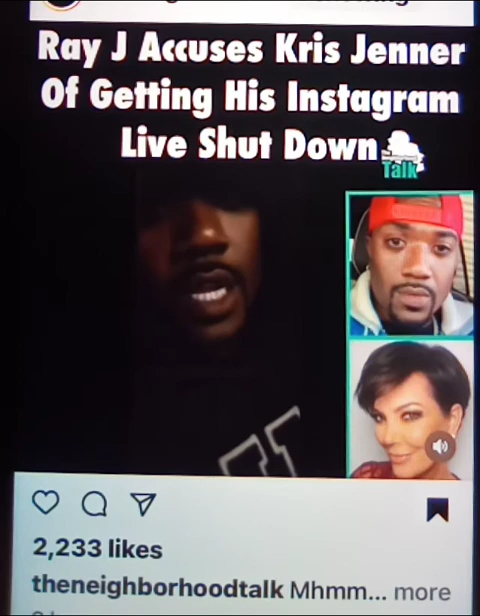 Ray J Accuses Kris Jenner
Of Getting His Instagram
Live Shut Down
Talk
2,233 likes
theneighborhoodtalk Mhmm... more